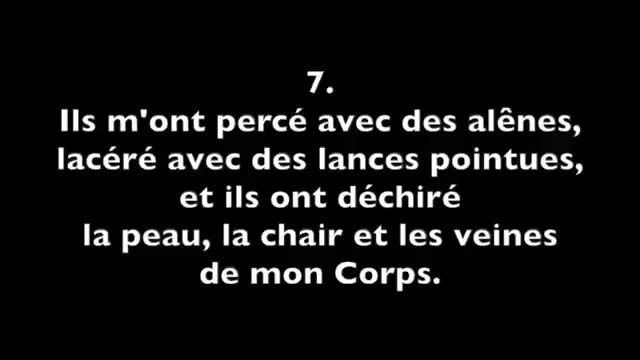 7.
Ils m'ont percé avec des alênes,
lacéré avec des lances pointues,
et ils ont déchiré
la peau, la chair et les veines
de mon Corps.